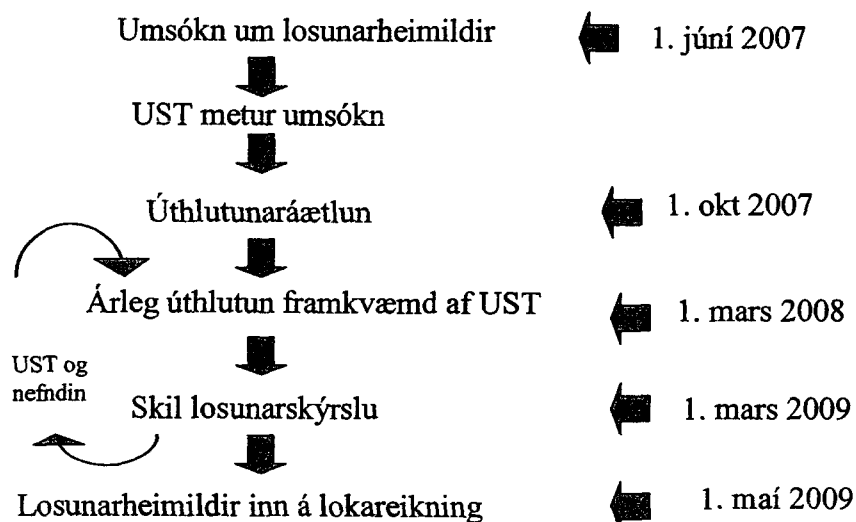 Umsókn um losunarheimildir 1. júní 2007
UST metur umsókn
Úthlutunaráætlun 1. okt 2007
Árleg úthlutun framkvæmd af UST 1. mars 2008
UST og
nefndin
Skil losunarskýrslu 1. mars 2009
Losunarheimildir inn á lokareikning 1. maí 2009